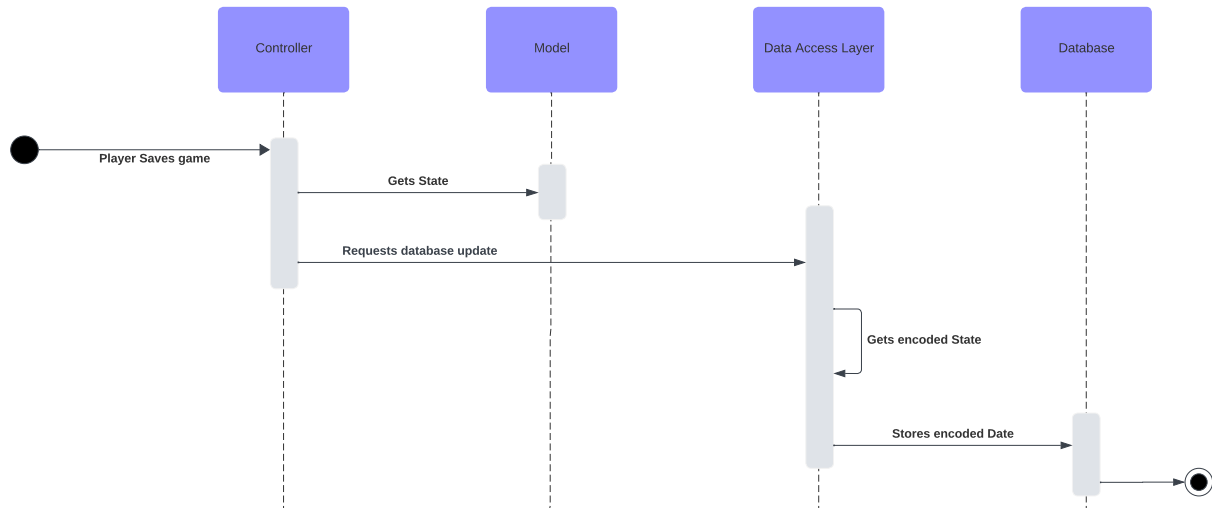 Controller
Model
Data Access Layer
Database
Player Saves game
Gets State
Requests database update
Gets encoded State
Stores encoded Date